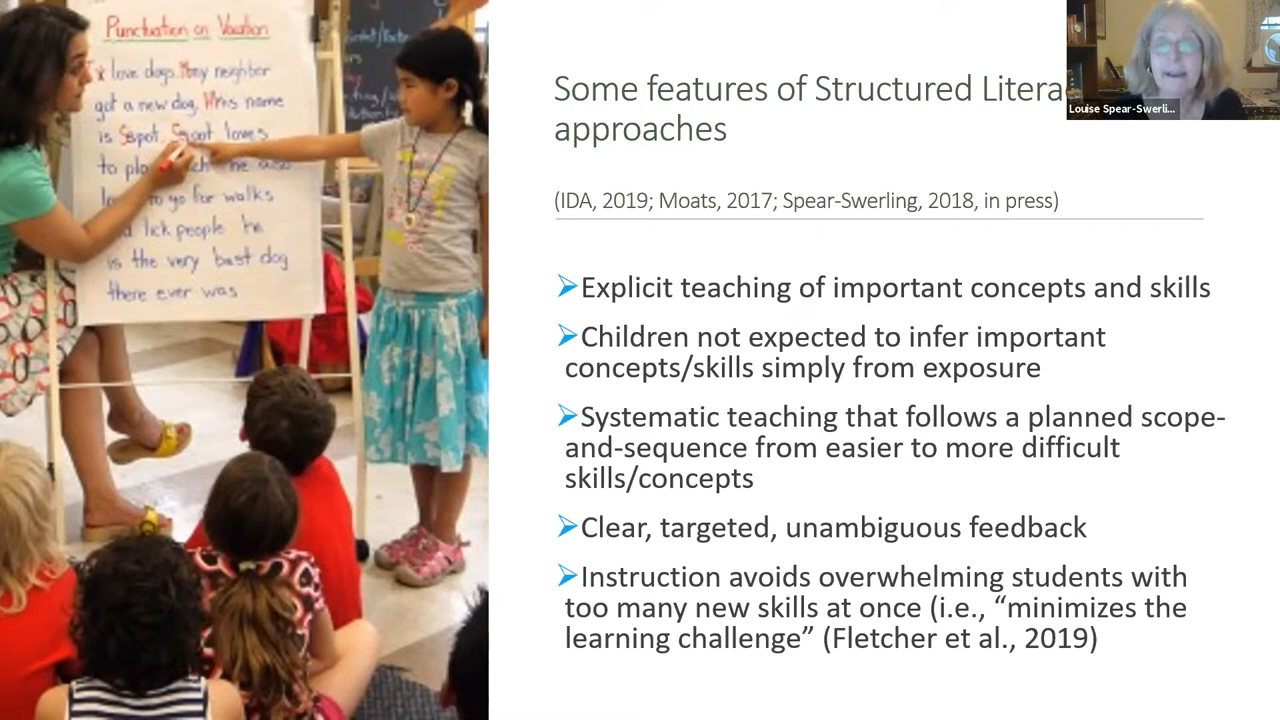 Punctuation on Vacation
I love dogs. My neighbor
got a new dog. His name
is Spot. Spot loves
to go for walks
lick people he
is the very best dog
there ever was
Some features of Structured Litera
approaches
(IDA, 2019; Moats, 2017; Spear-Swerling, 2018, in press)
➢Explicit teaching of important concepts and skills
➢Children not expected to infer important
concepts/skills simply from exposure
➢Systematic teaching that follows a planned scope-
and-sequence from easier to more difficult
skills/concepts
➢Clear, targeted, unambiguous feedback
➢Instruction avoids overwhelming students with
too many new skills at once (i.e., “minimizes the
learning challenge” (Fletcher et al., 2019)
Louise Spear-Swerli...